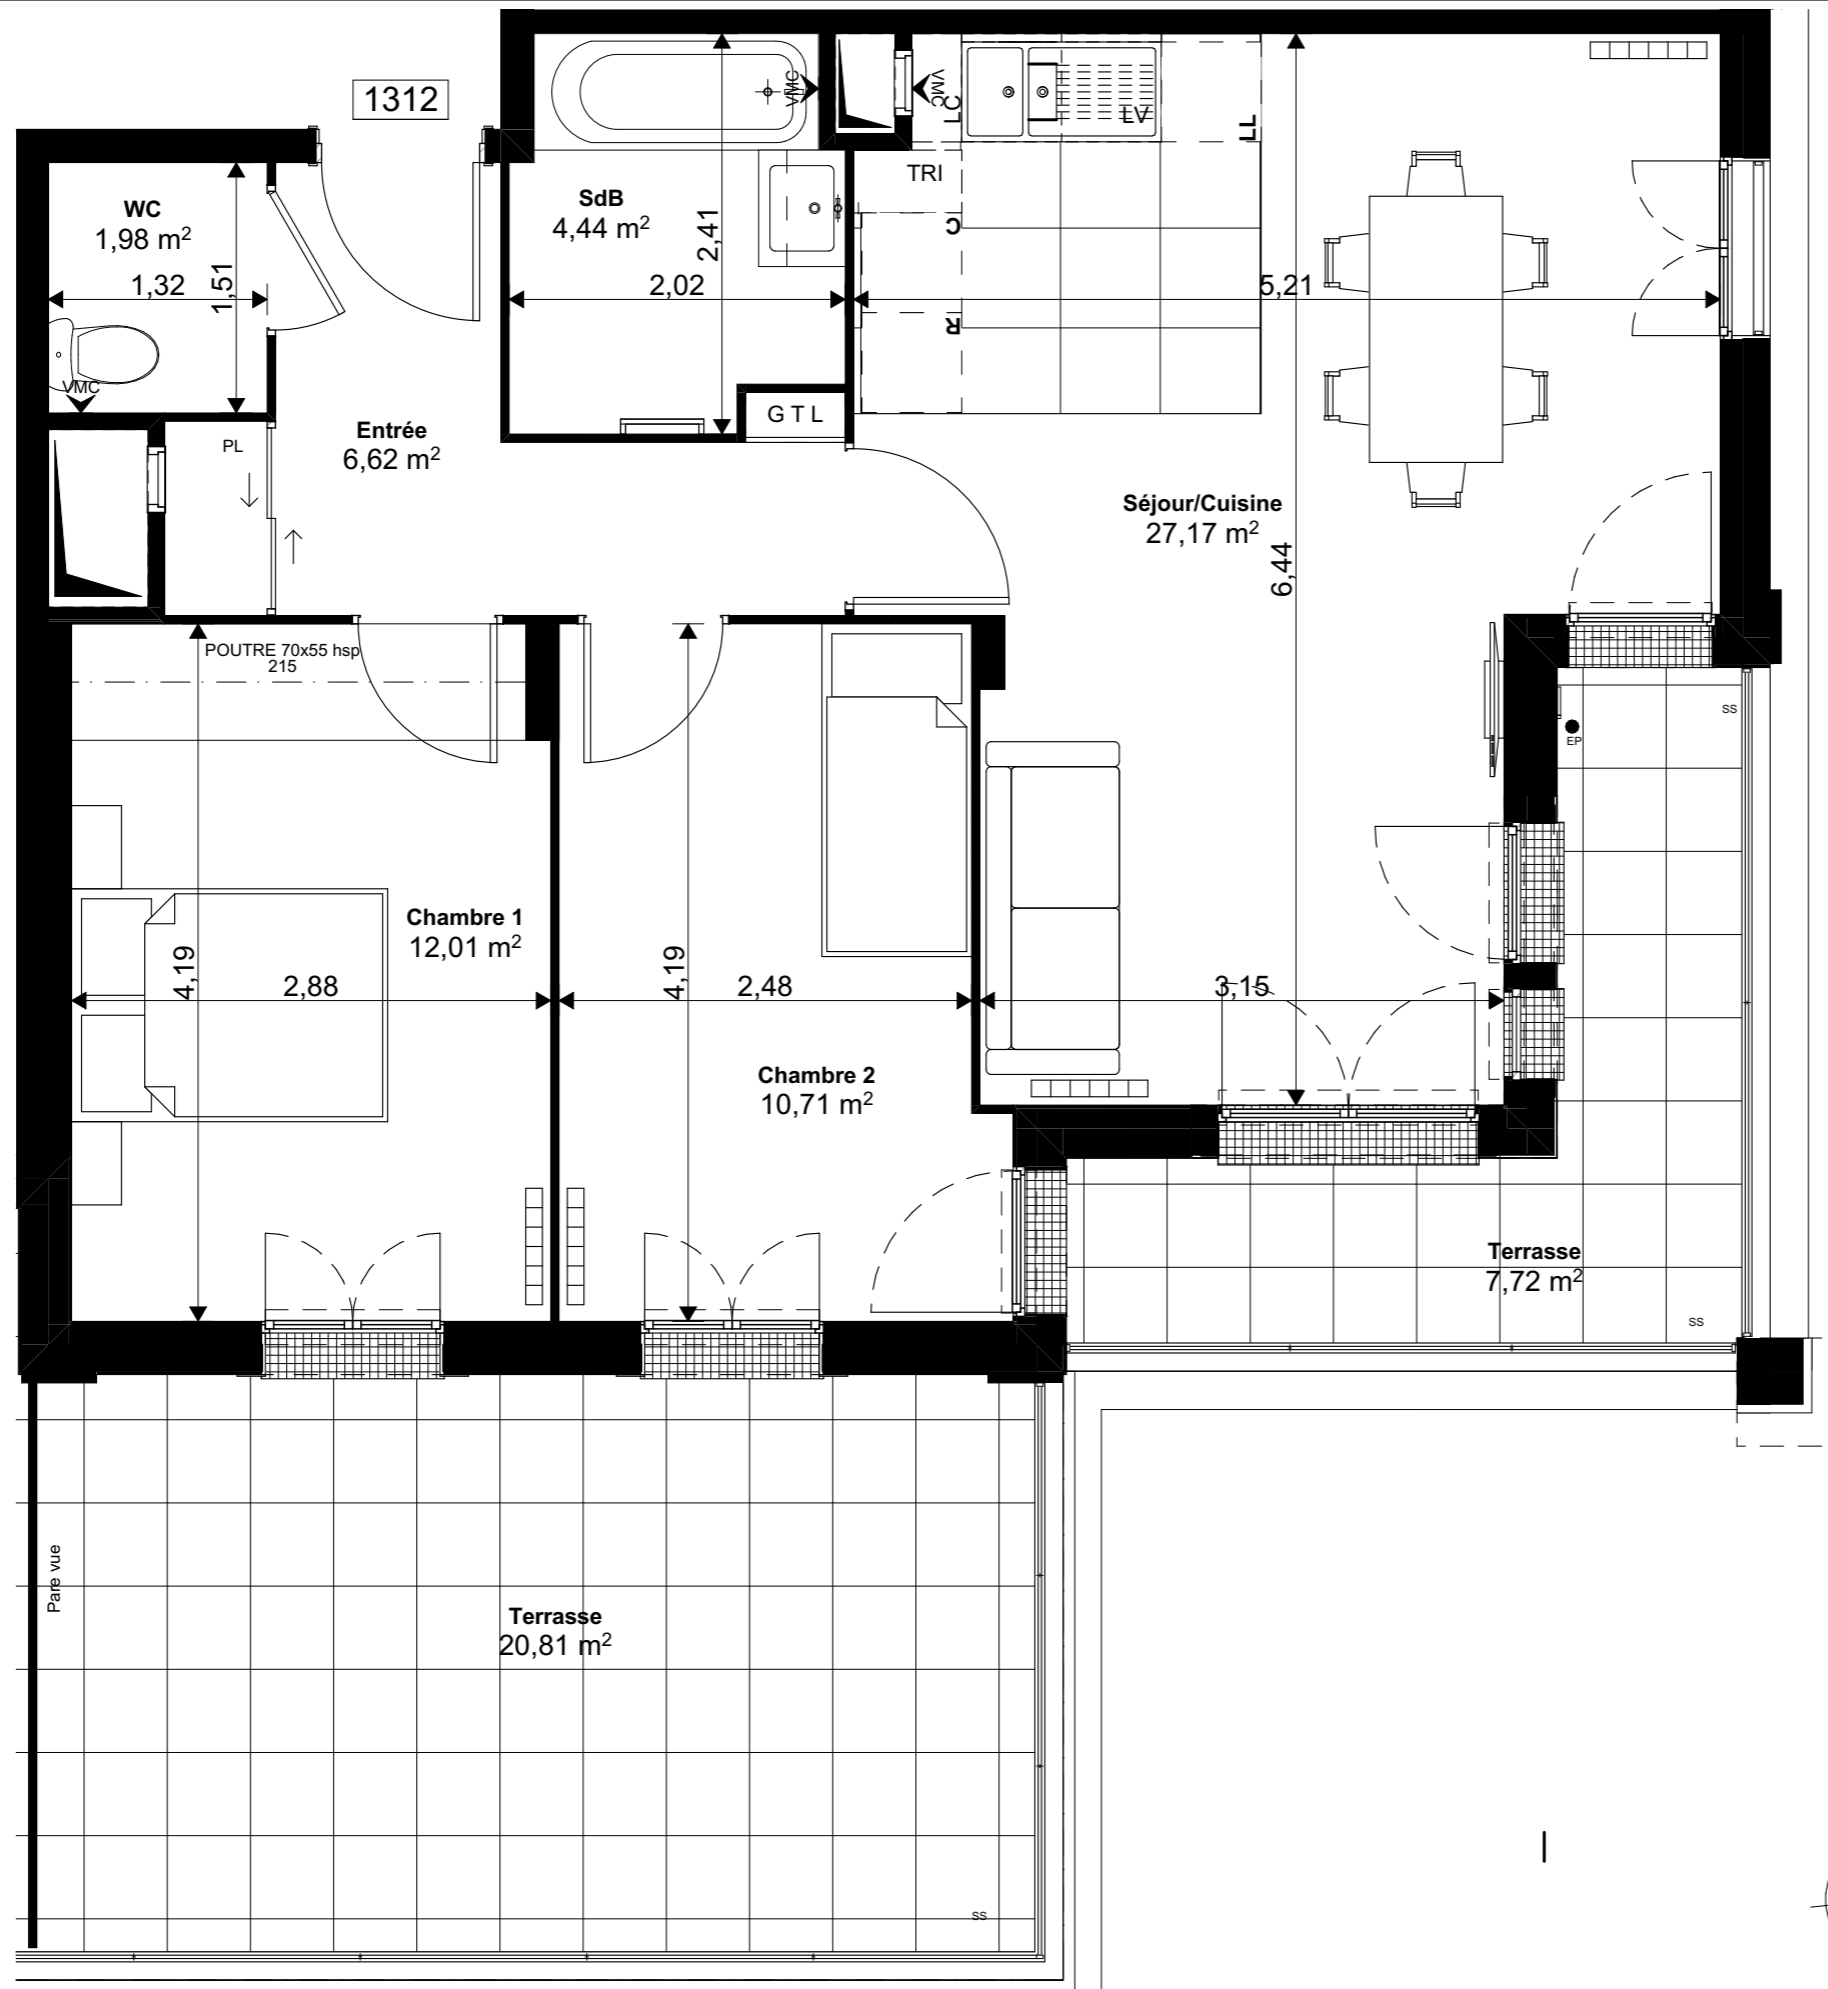 1312
VMC
VMC
LC
LV
LL
TRI
WC
1,98 m²
SdB
4,44 m²
2,41
C
1,32
1,51
2,02
5,21
R
VMC
GTL
Entrée
6,62 m²
PL
Séjour/Cuisine
27,17 m²
6,44
POUTRE 70x55 hsp
215
SS
EP
Chambre 1
12,01 m²
4,19
2,88
4,19
2,48
3,15
Chambre 2
10,71 m²
Terrasse
7,72 m²
SS
Pare vue
Terrasse
20,81 m²
SS